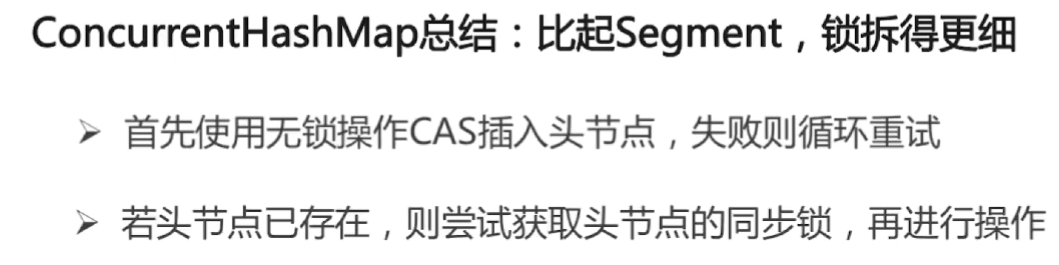 ConcurrentHashMap总结：比起Segment，锁拆得更细
➢ 首先使用无锁操作CAS插入头节点，失败则循环重试
➢ 若头节点已存在，则尝试获取头节点的同步锁，再进行操作